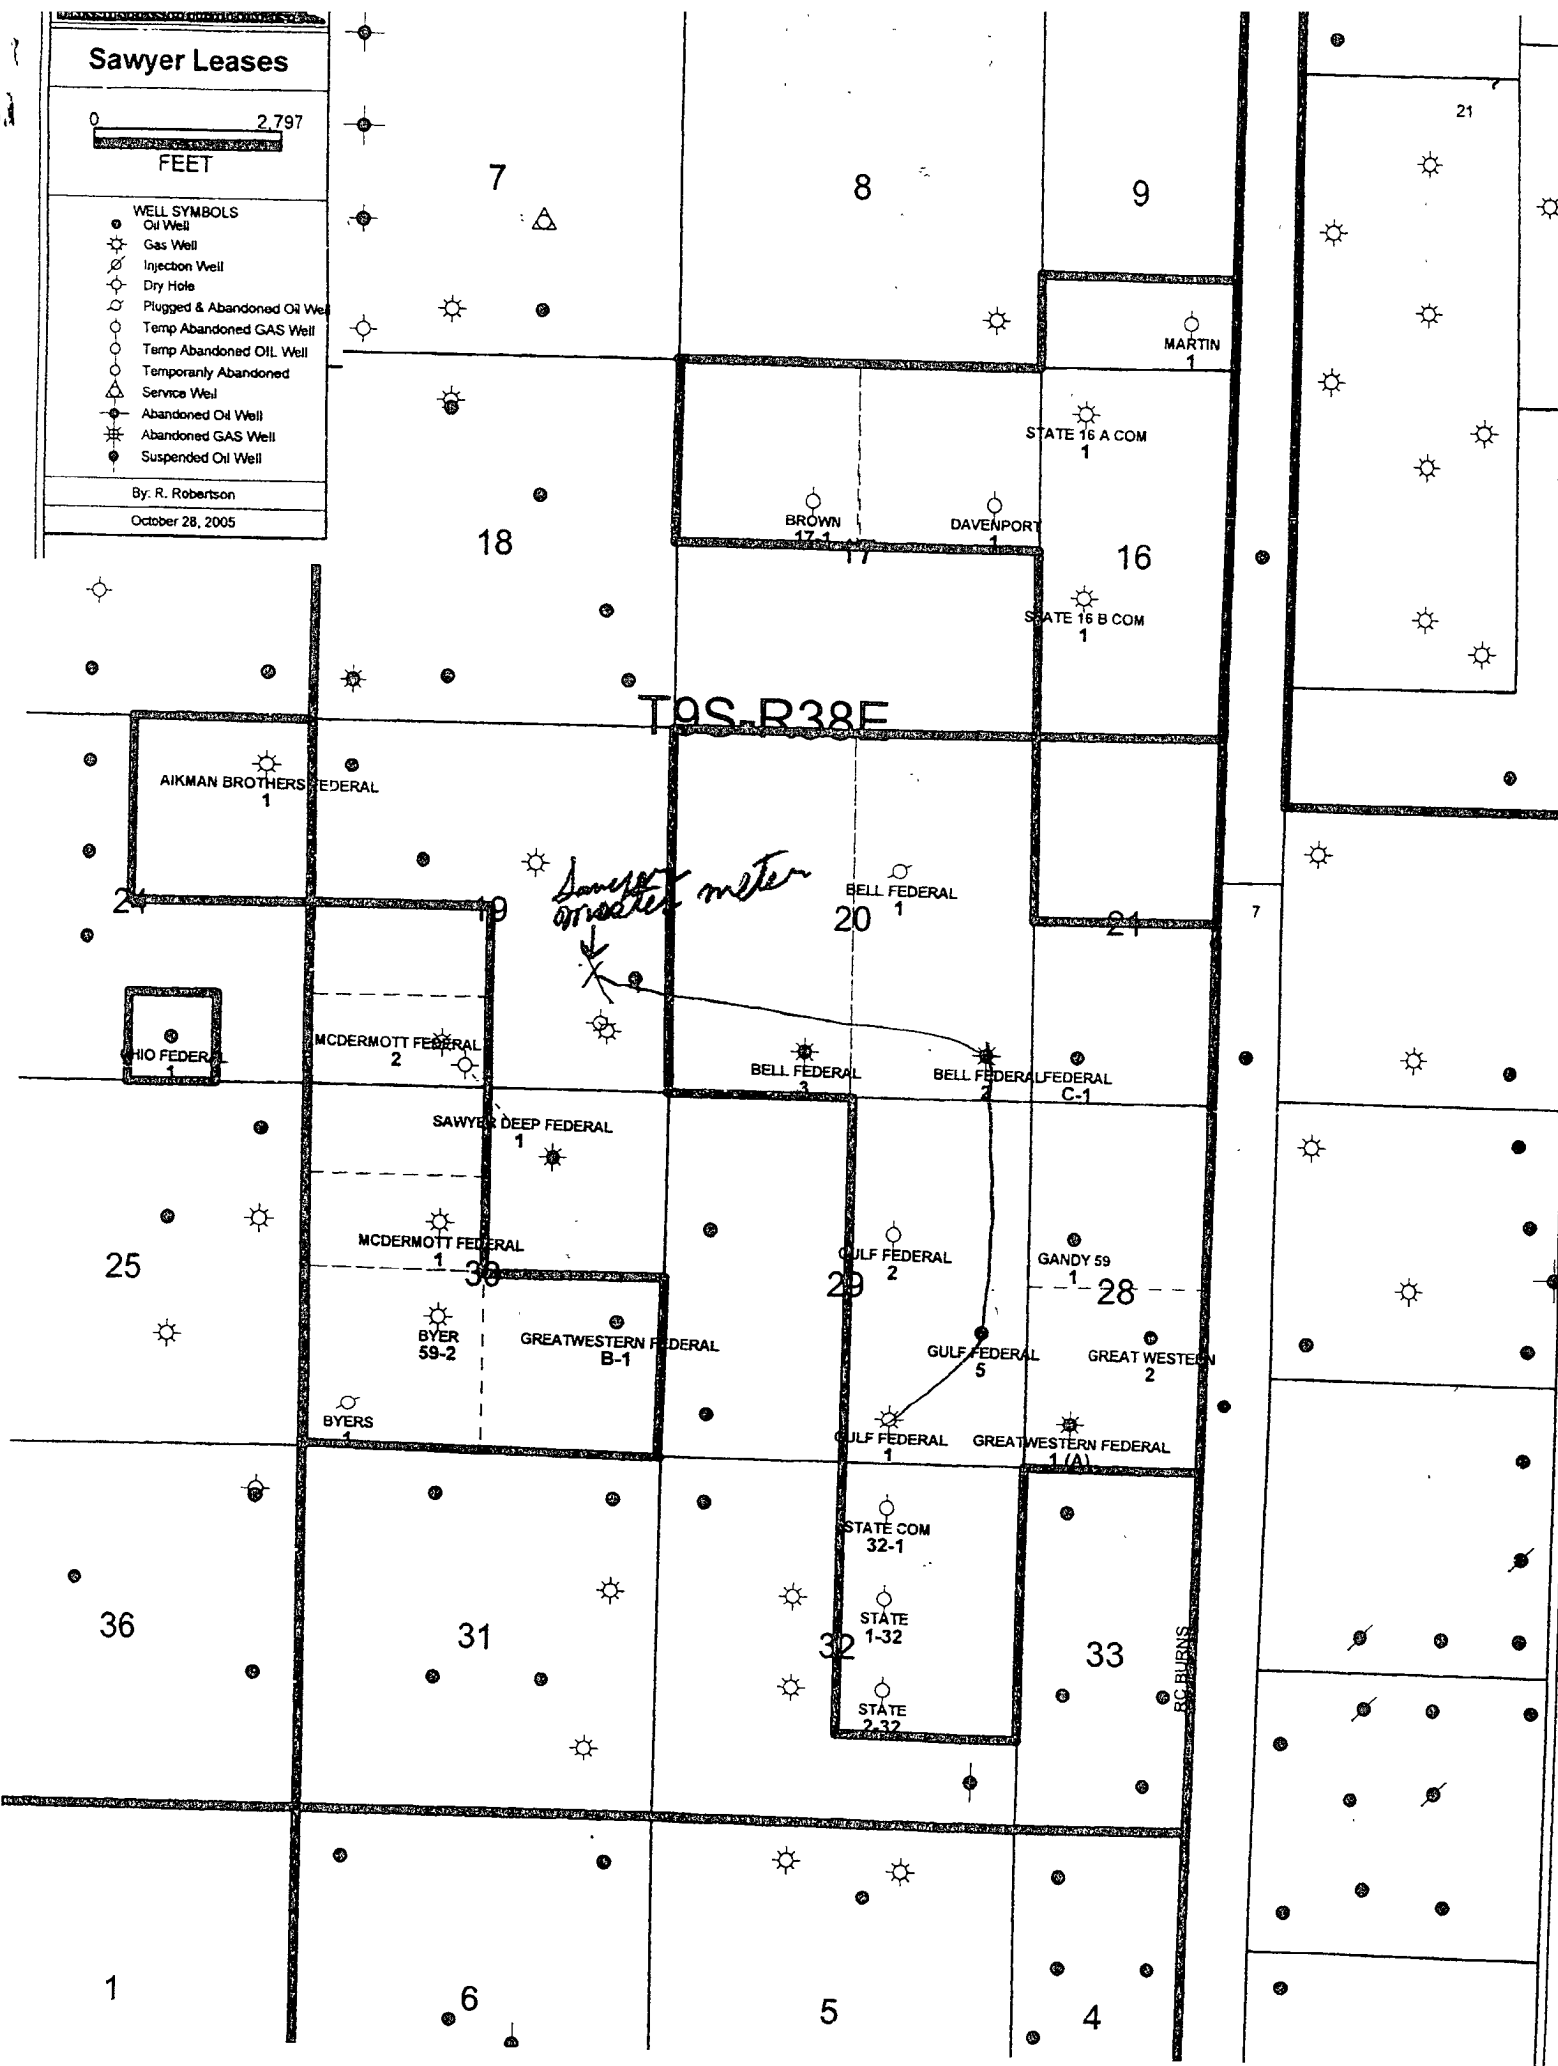 Sawyer Leases
0 2,797
FEET
WELL SYMBOLS
Oil Well
Gas Well
Injection Well
Dry Hole
Plugged & Abandoned Oil Well
Temp Abandoned GAS Well
Temp Abandoned OIL Well
Temporarily Abandoned
Service Well
Abandoned Oil Well
Abandoned GAS Well
Suspended Oil Well
By: R. Robertson
October 28, 2005
7
8
9
21
MARTIN
1
STATE 16 A COM
1
BROWN
17-1
DAVENPORT
1
18
17
16
STATE 16 B COM
1
T9S-R38E
AIKMAN BROTHERS FEDERAL
1
24
19
Sawyer
master meter
BELL FEDERAL
1
20
21
7
OHIO FEDERAL
1
MCDERMOTT FEDERAL
2
BELL FEDERAL
3
BELL FEDERAL
2
FEDERAL
C-1
SAWYER DEEP FEDERAL
1
25
MCDERMOTT FEDERAL
1
30
GULF FEDERAL
2
29
GANDY 59
1
28
BYER
59-2
GREATWESTERN FEDERAL
B-1
GULF FEDERAL
5
GREAT WESTERN
2
BYERS
1
GULF FEDERAL
1
GREATWESTERN FEDERAL
1 (A)
STATE COM
32-1
STATE
1-32
36
31
32
33
RC BURNS
STATE
2-32
1
6
5
4